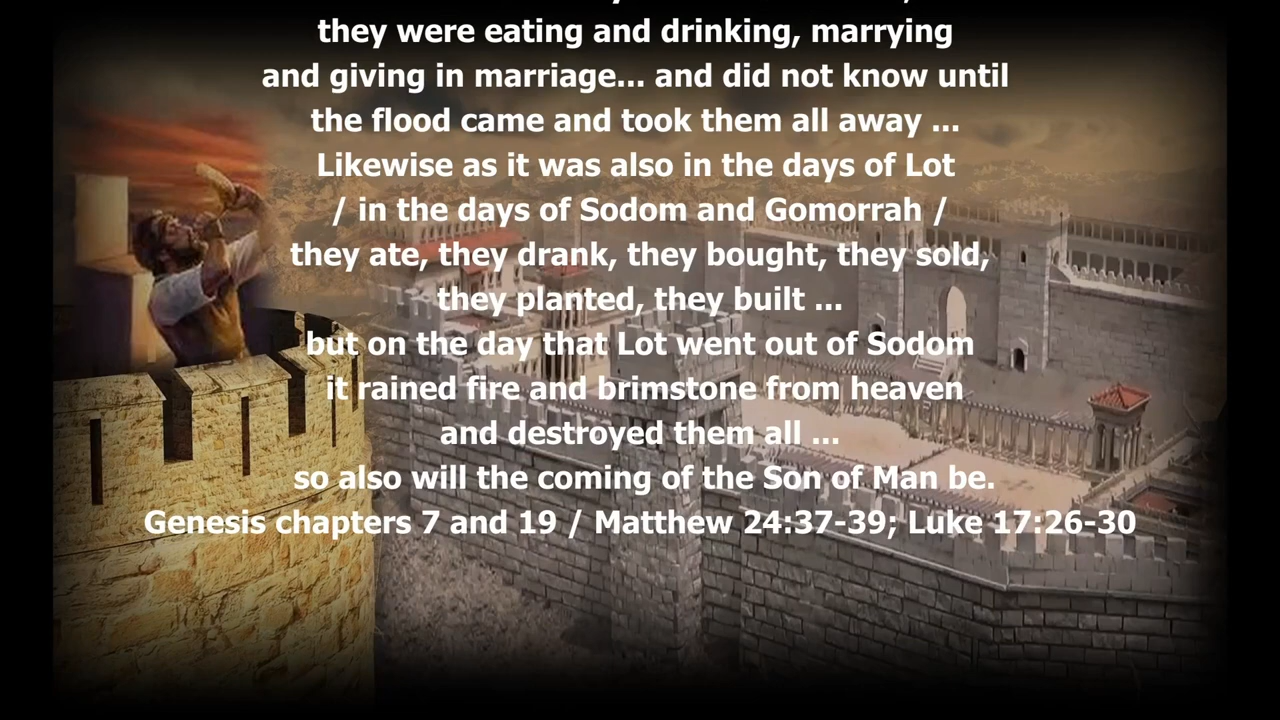 they were eating and drinking, marrying
and giving in marriage... and did not know until
the flood came and took them all away ...
Likewise as it was also in the days of Lot
/ in the days of Sodom and Gomorrah /
they ate, they drank, they bought, they sold,
they planted, they built ...
but on the day that Lot went out of Sodom
it rained fire and brimstone from heaven
and destroyed them all ...
so also will the coming of the Son of Man be.
Genesis chapters 7 and 19 / Matthew 24:37-39; Luke 17:26-30